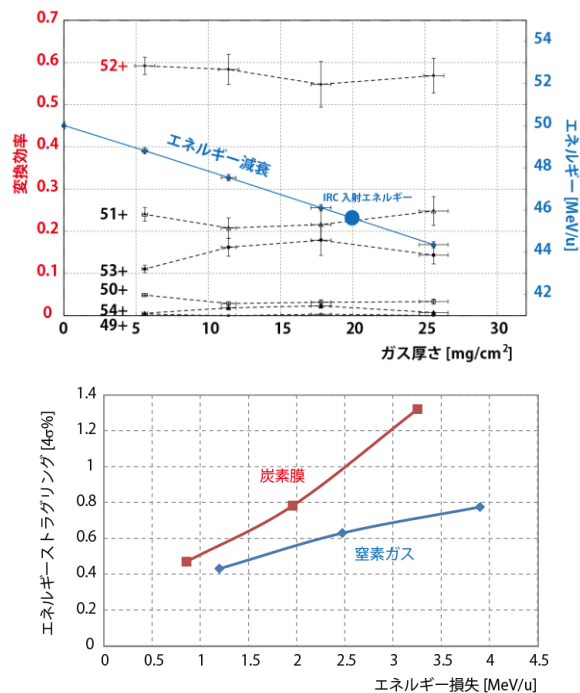 0.7
0.6
0.5
0.4
0.3
0.2
0.1
0
変換効率
52+
51+
53+
50+
54+
49+
エネルギー減衰
IRC 入射エネルギー
54
52
50
48
46
44
42
エネルギー [MeV/u]
0 5 10 15 20 25 30
ガス厚さ [mg/cm²]
1.4
1.2
1
0.8
0.6
0.4
0.2
0
エネルギーストラグリング [4σ%]
炭素膜
窒素ガス
0 0.5 1 1.5 2 2.5 3 3.5 4 4.5
エネルギー損失 [MeV/u]